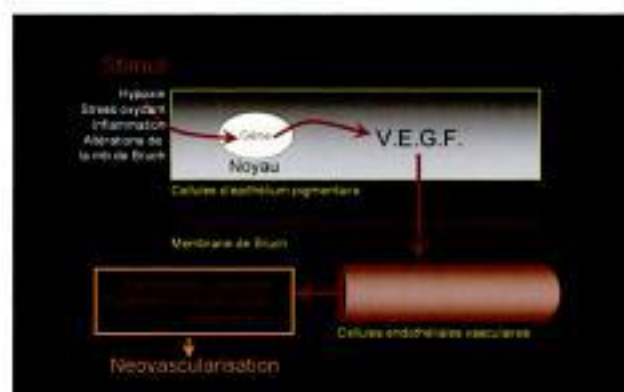 Stimuli
Hypoxie
Stress oxydant
Inflammation
Altérations de
la mb de Bruch
Gène
V.E.G.F.
Noyau
Cellules d'épithélium pigmentaire
Membrane de Bruch
Cellules endothéliales vasculaires
Neovascularisation